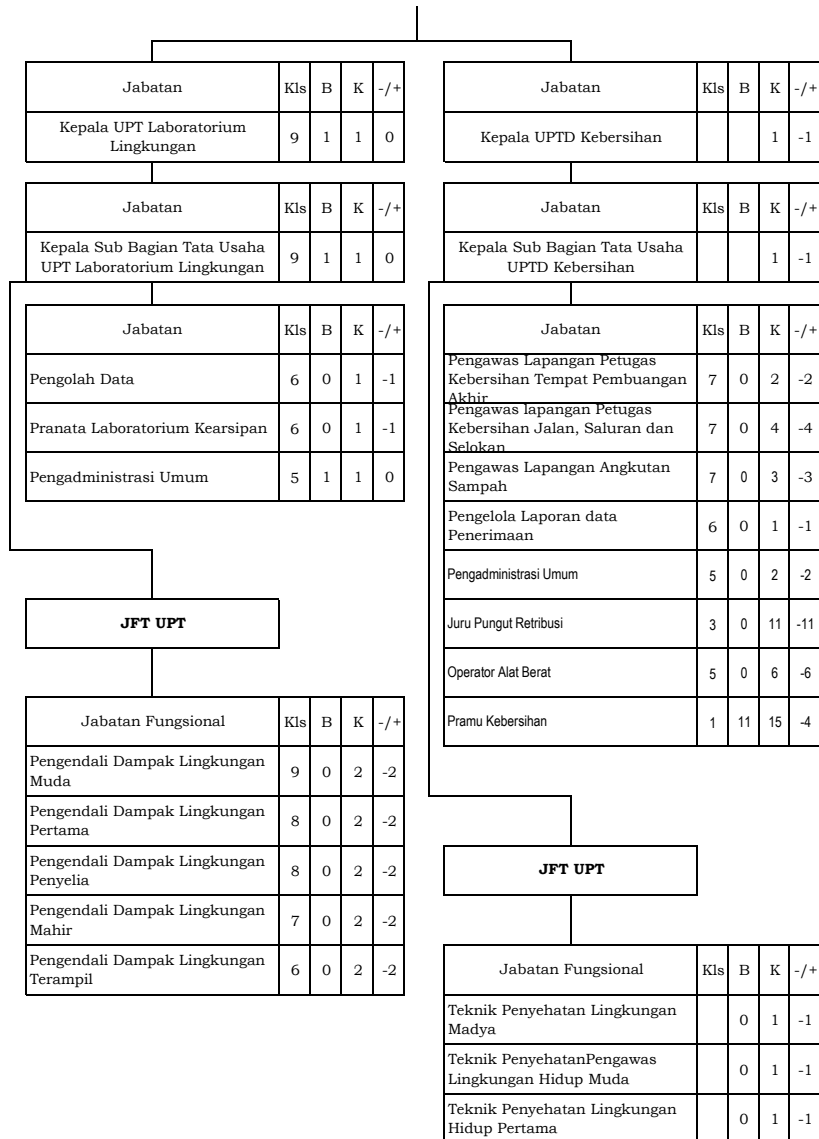 Jabatan Kls B K -/+
Kepala UPT Laboratorium
Lingkungan 9 1 1 0
Jabatan Kls B K -/+
Kepala Sub Bagian Tata Usaha
UPT Laboratorium Lingkungan 9 1 1 0
Jabatan Kls B K -/+
Pengolah Data 6 0 1 -1
Pranata Laboratorium Kearsipan 6 0 1 -1
Pengadministrasi Umum 5 1 1 0
JFT UPT
Jabatan Fungsional Kls B K -/+
Pengendali Dampak Lingkungan
Muda 9 0 2 -2
Pengendali Dampak Lingkungan
Pertama 8 0 2 -2
Pengendali Dampak Lingkungan
Penyelia 8 0 2 -2
Pengendali Dampak Lingkungan
Mahir 7 0 2 -2
Pengendali Dampak Lingkungan
Terampil 6 0 2 -2
Jabatan Kls B K -/+
Kepala UPTD Kebersihan 1 -1
Jabatan Kls B K -/+
Kepala Sub Bagian Tata Usaha
UPTD Kebersihan 1 -1
Jabatan Kls B K -/+
Pengawas Lapangan Petugas
Kebersihan Tempat Pembuangan 7 0 2 -2
Akhir
Pengawas lapangan Petugas
Kebersihan Jalan, Saluran dan 7 0 4 -4
Selokan
Pengawas Lapangan Angkutan
Sampah 7 0 3 -3
Pengelola Laporan data
Penerimaan 6 0 1 -1
Pengadministrasi Umum 5 0 2 -2
Juru Pungut Retribusi 3 0 11 -11
Operator Alat Berat 5 0 6 -6
Pramu Kebersihan 1 11 15 -4
JFT UPT
Jabatan Fungsional Kls B K -/+
Teknik Penyehatan Lingkungan
Madya 0 1 -1
Teknik PenyehatanPengawas
Lingkungan Hidup Muda 0 1 -1
Teknik Penyehatan Lingkungan
Hidup Pertama 0 1 -1